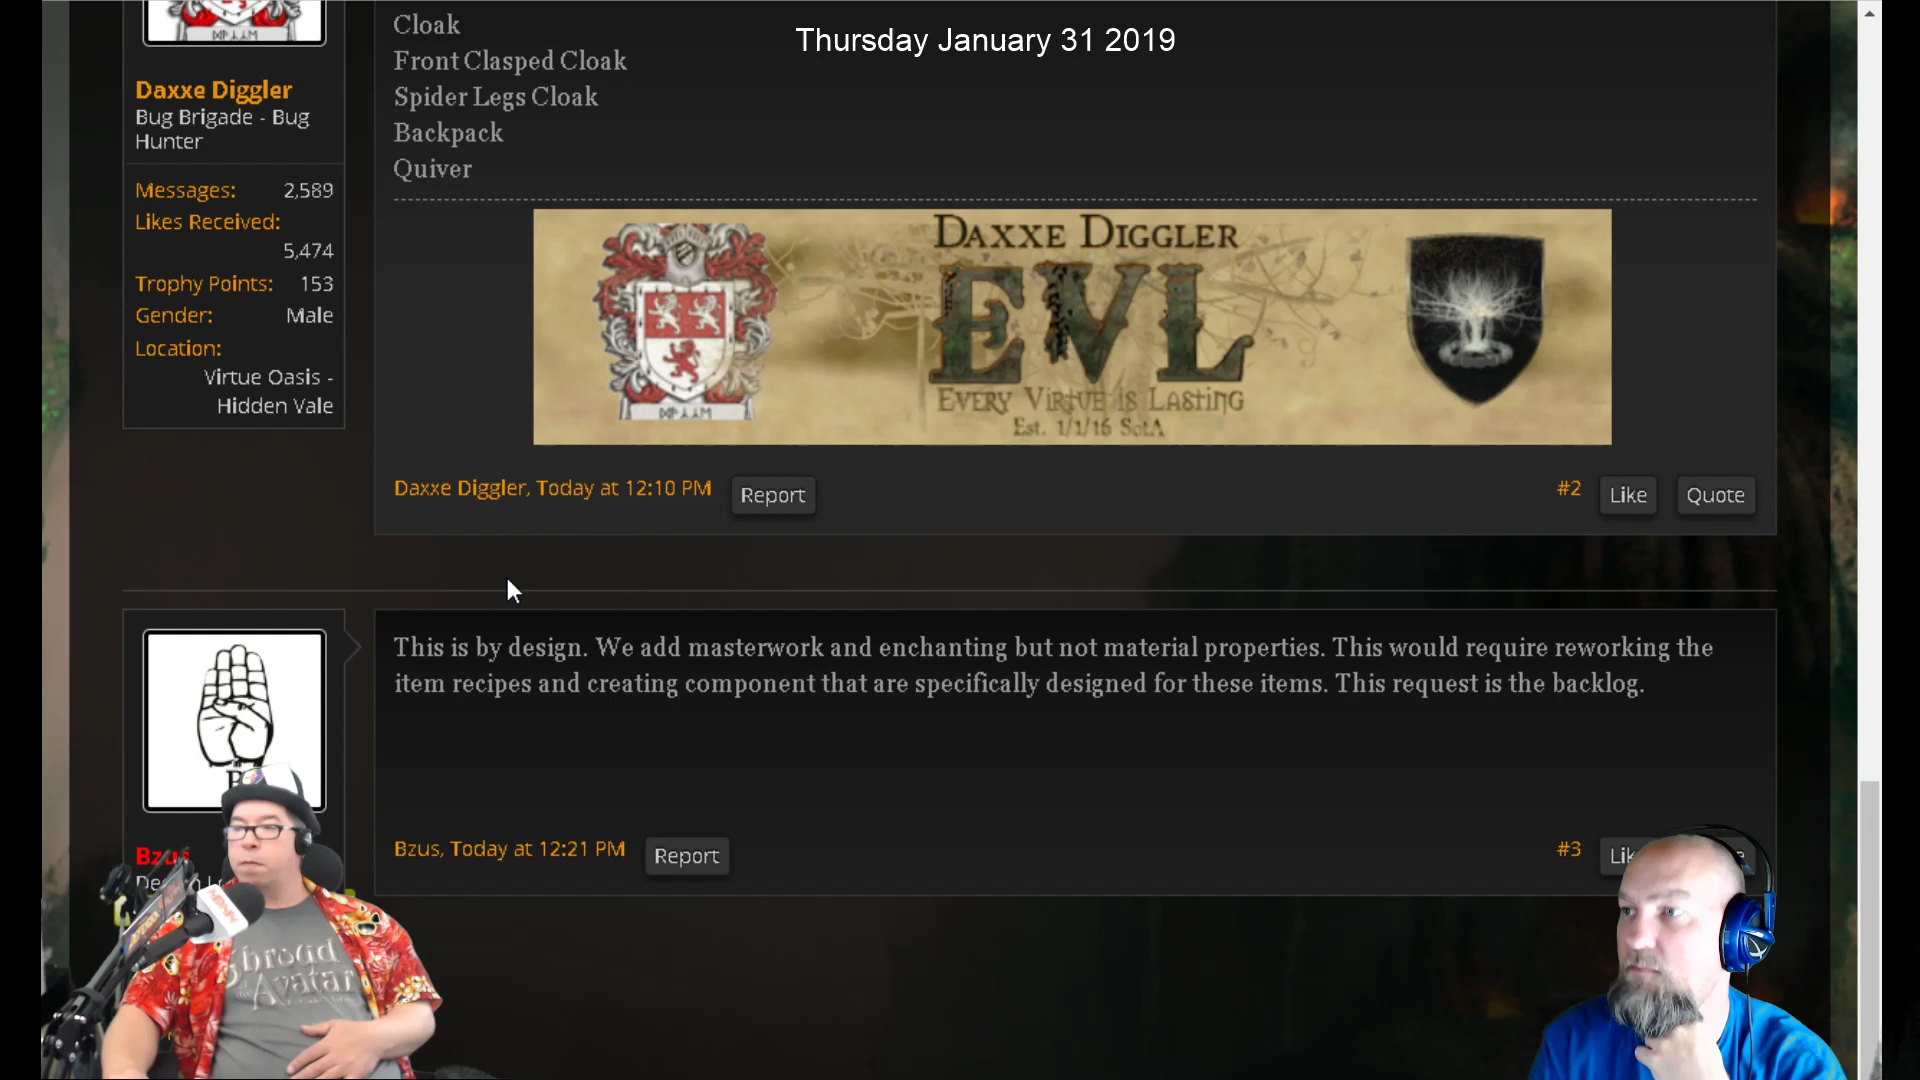 Thursday January 31 2019
Cloak
Front Clasped Cloak
Spider Legs Cloak
Backpack
Quiver
Daxxe Diggler
Bug Brigade - Bug
Hunter
Messages: 2,589
Likes Received:
5,474
Trophy Points: 153
Gender: Male
Location:
Virtue Oasis -
Hidden Vale
Daxxe Diggler
EVL
Every Virtue is Lasting
Est. 1/1/16 SotA
Daxxe Diggler, Today at 12:10 PM
Report
#2
Like
Quote
This is by design. We add masterwork and enchanting but not material properties. This would require reworking the
item recipes and creating component that are specifically designed for these items. This request is the backlog.
Bzus
Bzus, Today at 12:21 PM
Report
#3
Shroud
Avatar